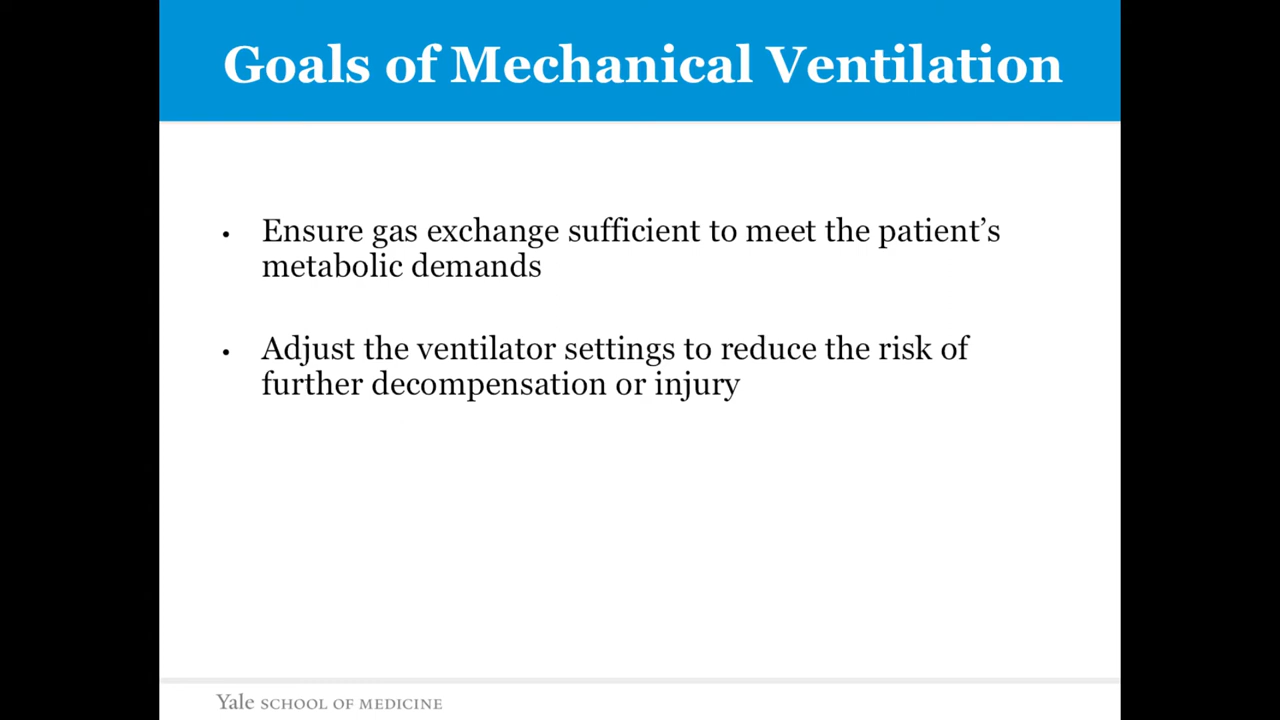 Goals of Mechanical Ventilation
• Ensure gas exchange sufficient to meet the patient’s
metabolic demands
• Adjust the ventilator settings to reduce the risk of
further decompensation or injury
Yale SCHOOL OF MEDICINE